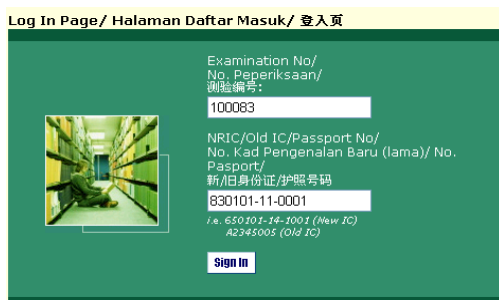 Log In Page/ Halaman Daftar Masuk/ 登入页
Examination No/
No. Peperiksaan/
测验编号:
100083
NRIC/Old IC/Passport No/
No. Kad Pengenalan Baru (lama)/ No.
Pasport/
新/旧身份证/护照号码
830101-11-0001
i.e. 650101-14-1001 (New IC)
A2345005 (Old IC)
Sign In